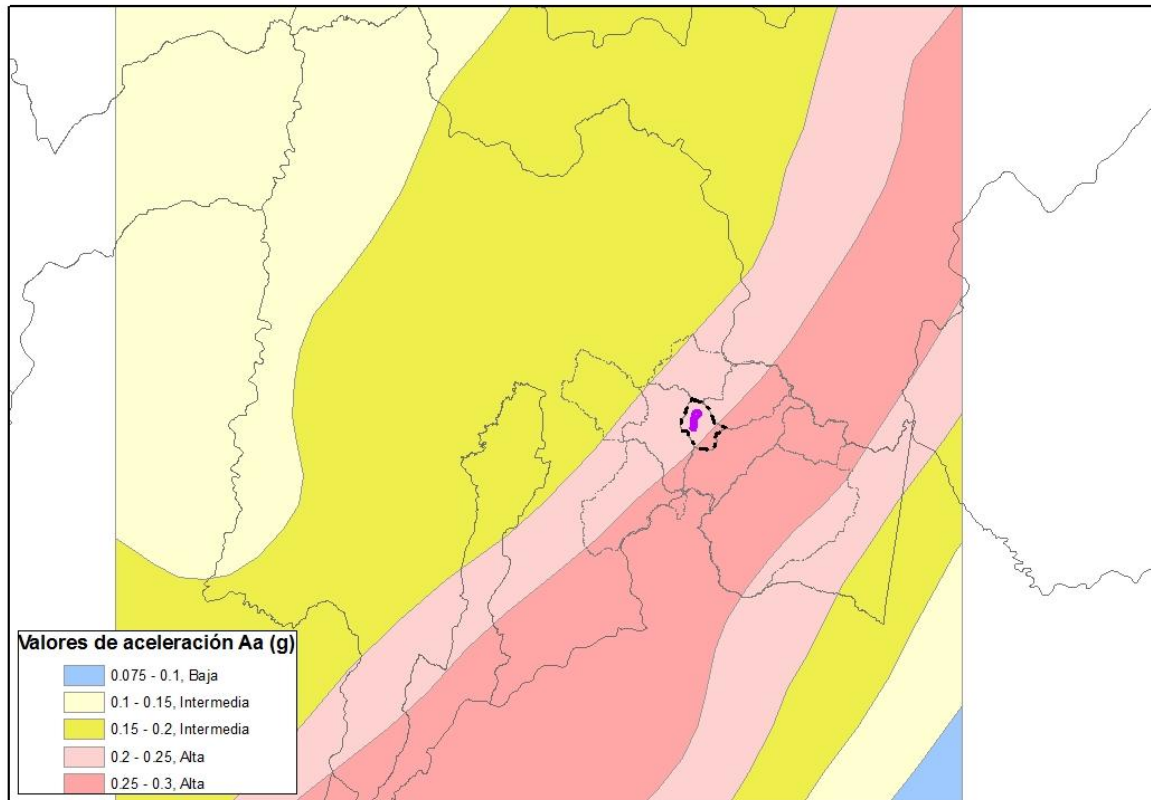 Valores de aceleración Aa (g)
0.075 - 0.1, Baja
0.1 - 0.15, Intermedia
0.15 - 0.2, Intermedia
0.2 - 0.25, Alta
0.25 - 0.3, Alta